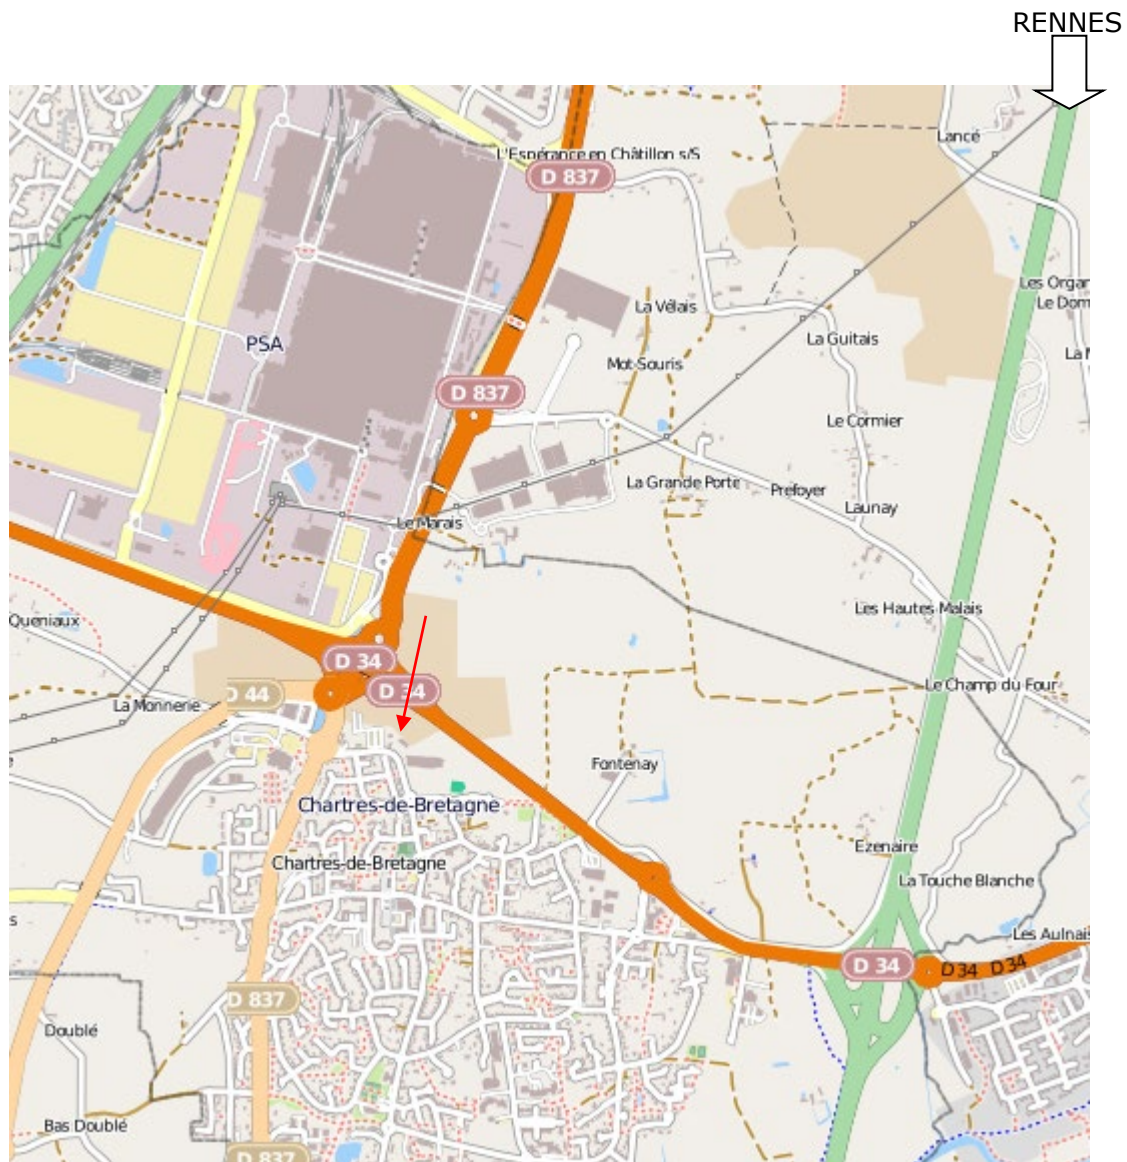 RENNES
Lancé
L'Espérance en Châtillon s/S
D 837
Les Organ
Le Dom
La Vélais
La Guitais
PSA
La M
Mot-Souris
D 837
Le Cormier
La Grande Porte
Prefoyer
Launay
Le Marais
Les Hautes-Malais
Queniaux
D 34
D 44
D 34
Le Champ du Four
La Monnerie
e
Fontenay
Chartres-de-Bretagne
Ezenaire
Chartres-de-Bretagne
La Touche Blanche
s
Les Aulnais
D 34
D 34 D 34
D 837
Doublé
Bas Doublé
D 837